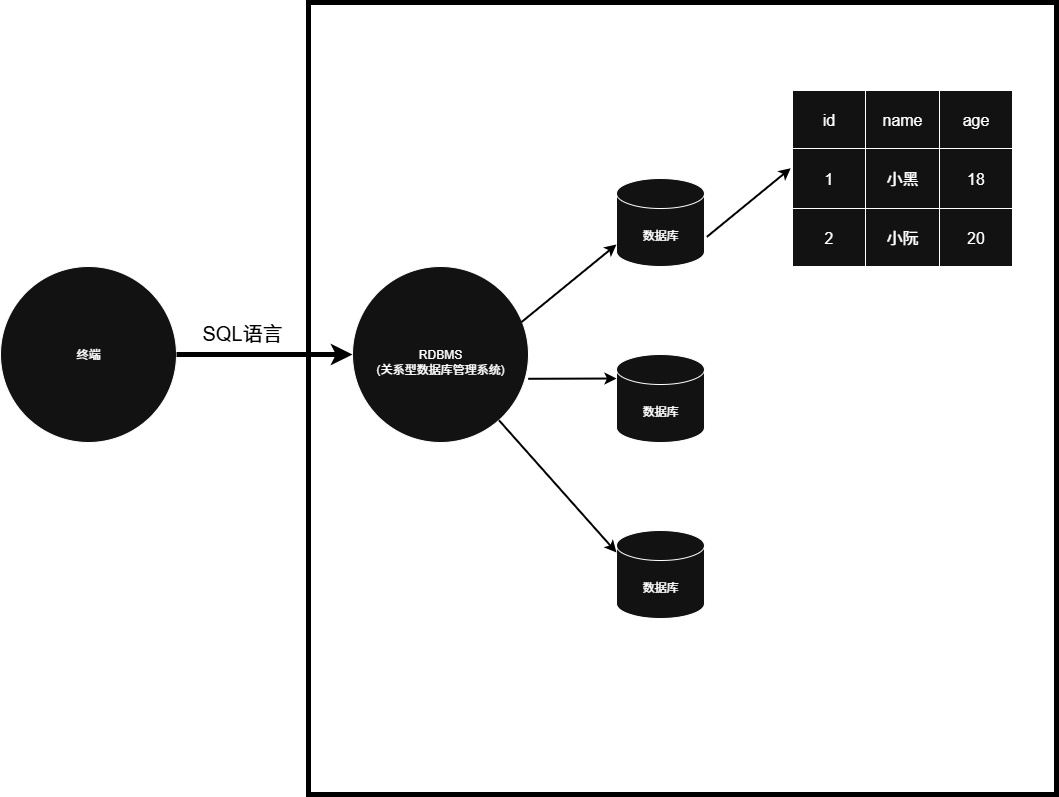 id name age
1 小黑 18
2 小阮 20
数据库
终端
SQL语言
RDBMS
(关系型数据库管理系统)
数据库
数据库